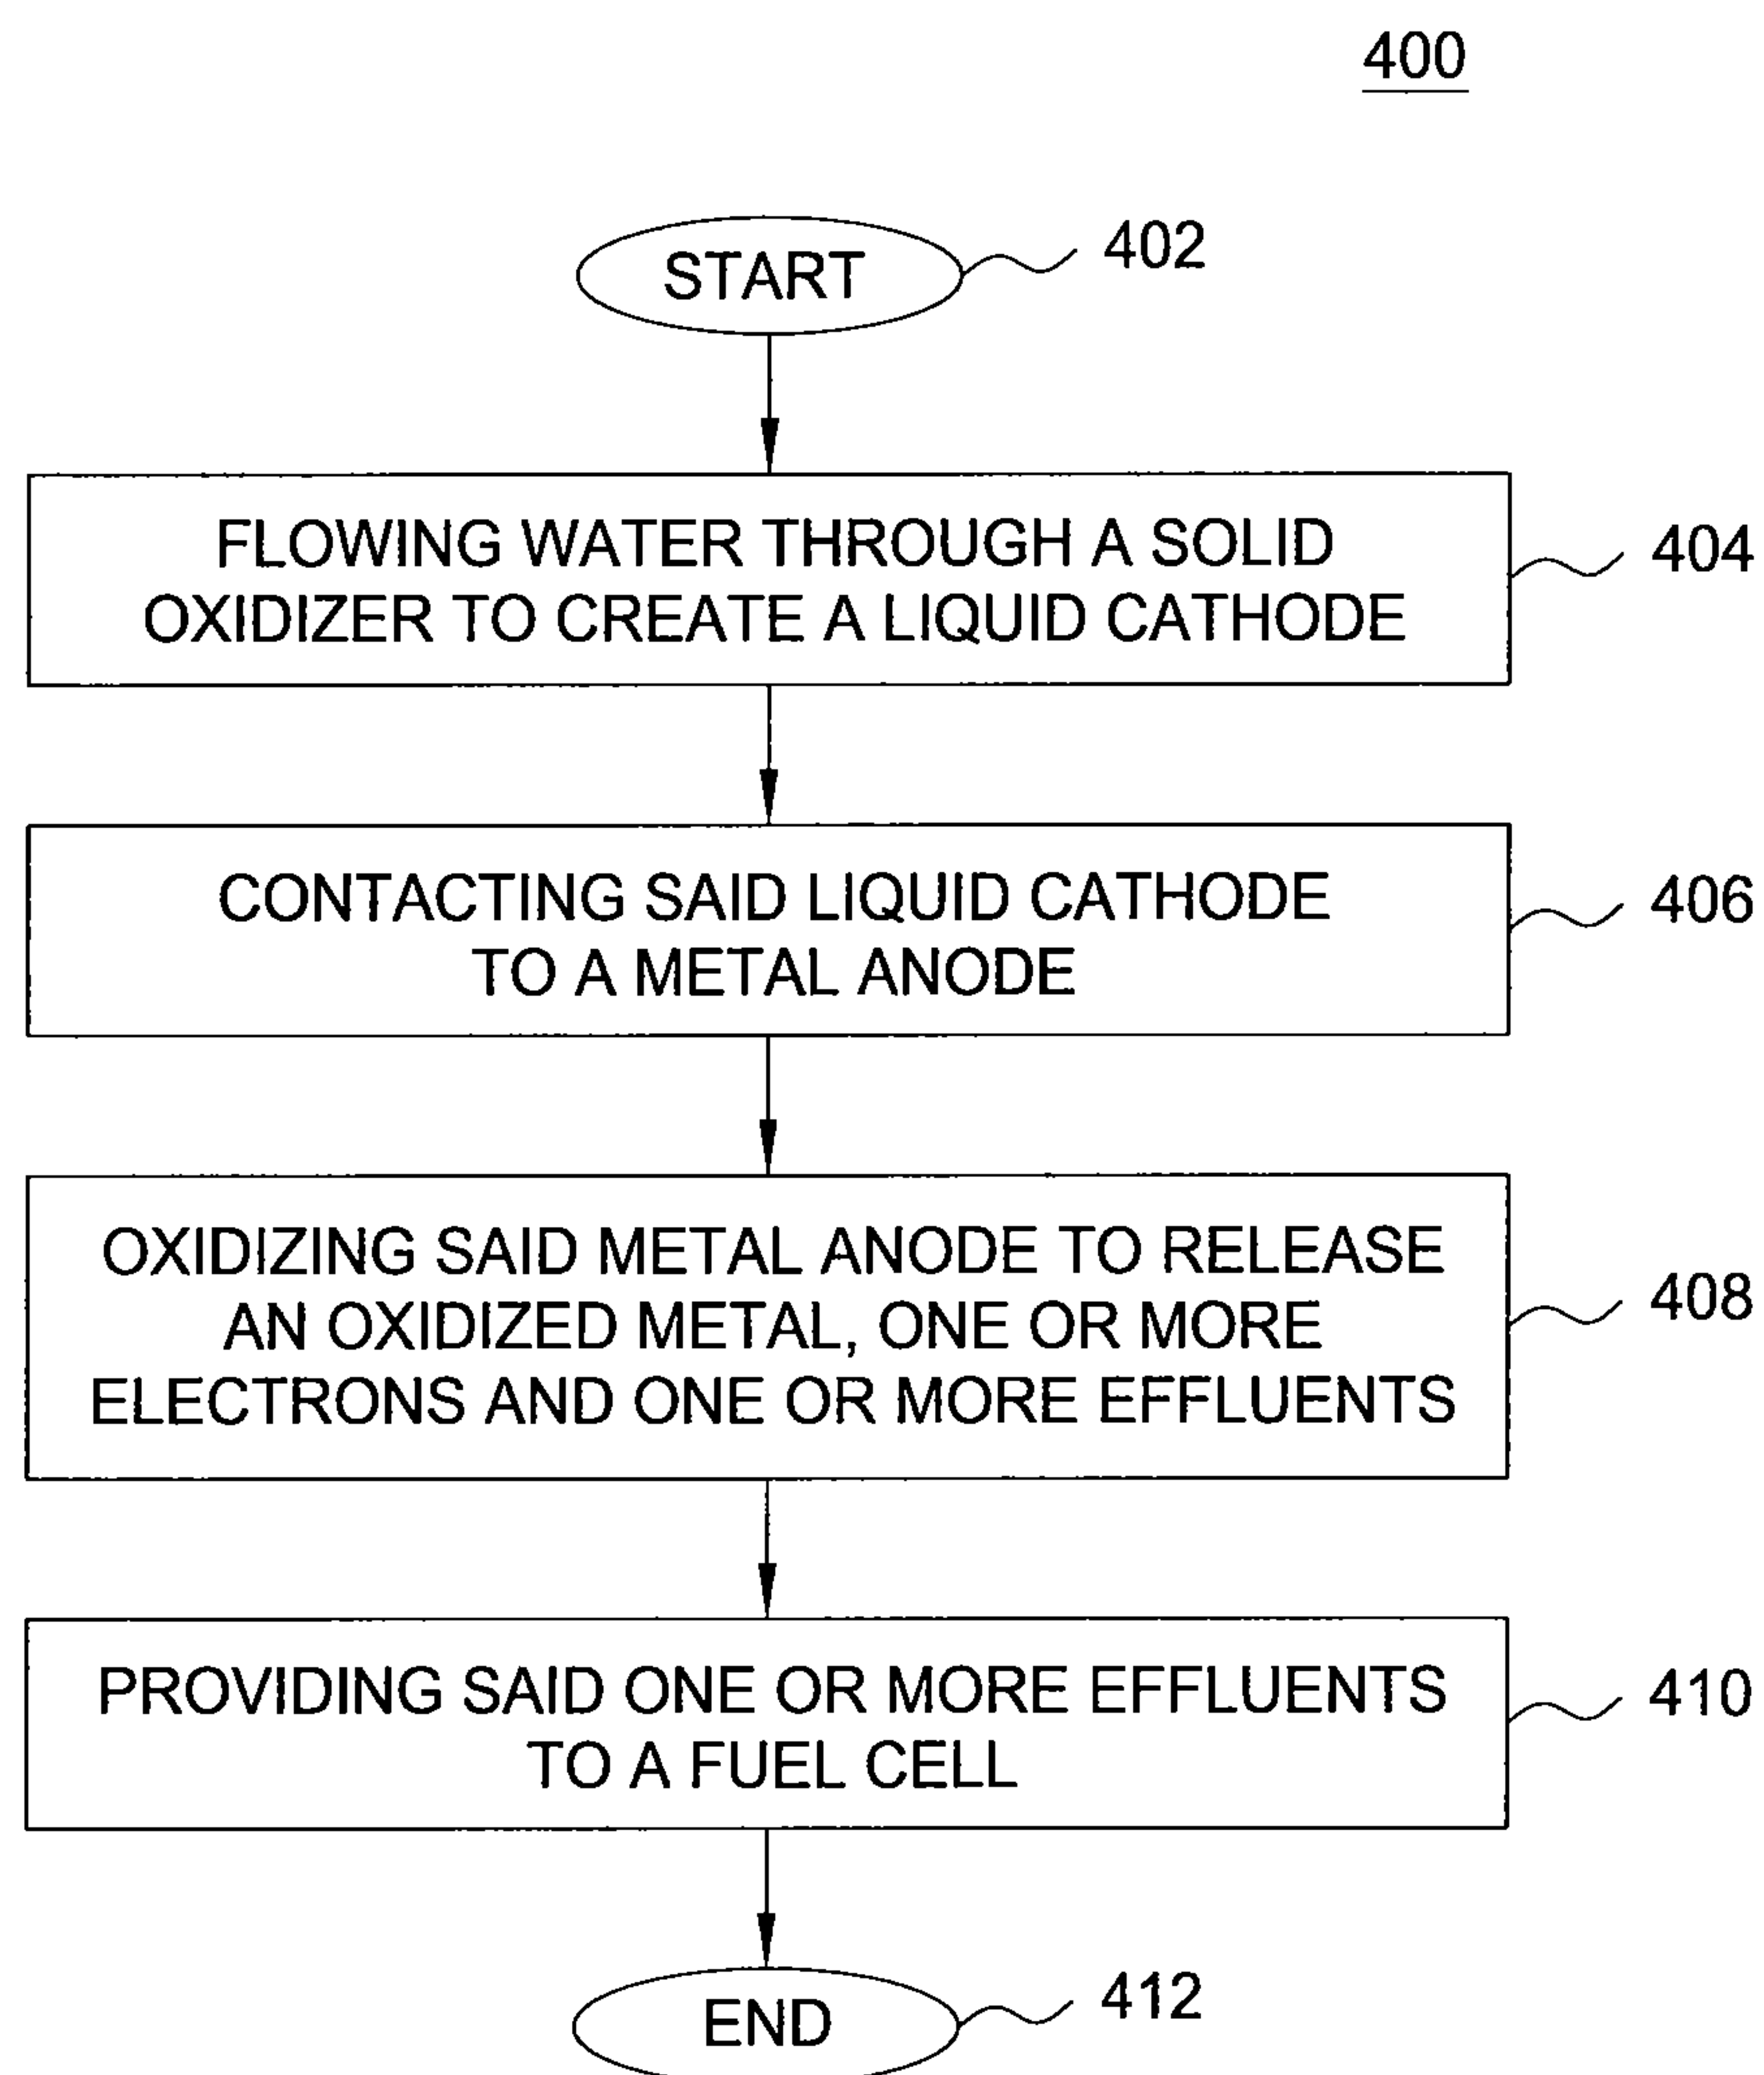 400
START
402
FLOWING WATER THROUGH A SOLID
OXIDIZER TO CREATE A LIQUID CATHODE
404
CONTACTING SAID LIQUID CATHODE
TO A METAL ANODE
406
OXIDIZING SAID METAL ANODE TO RELEASE
AN OXIDIZED METAL, ONE OR MORE
ELECTRONS AND ONE OR MORE EFFLUENTS
408
PROVIDING SAID ONE OR MORE EFFLUENTS
TO A FUEL CELL
410
END
412